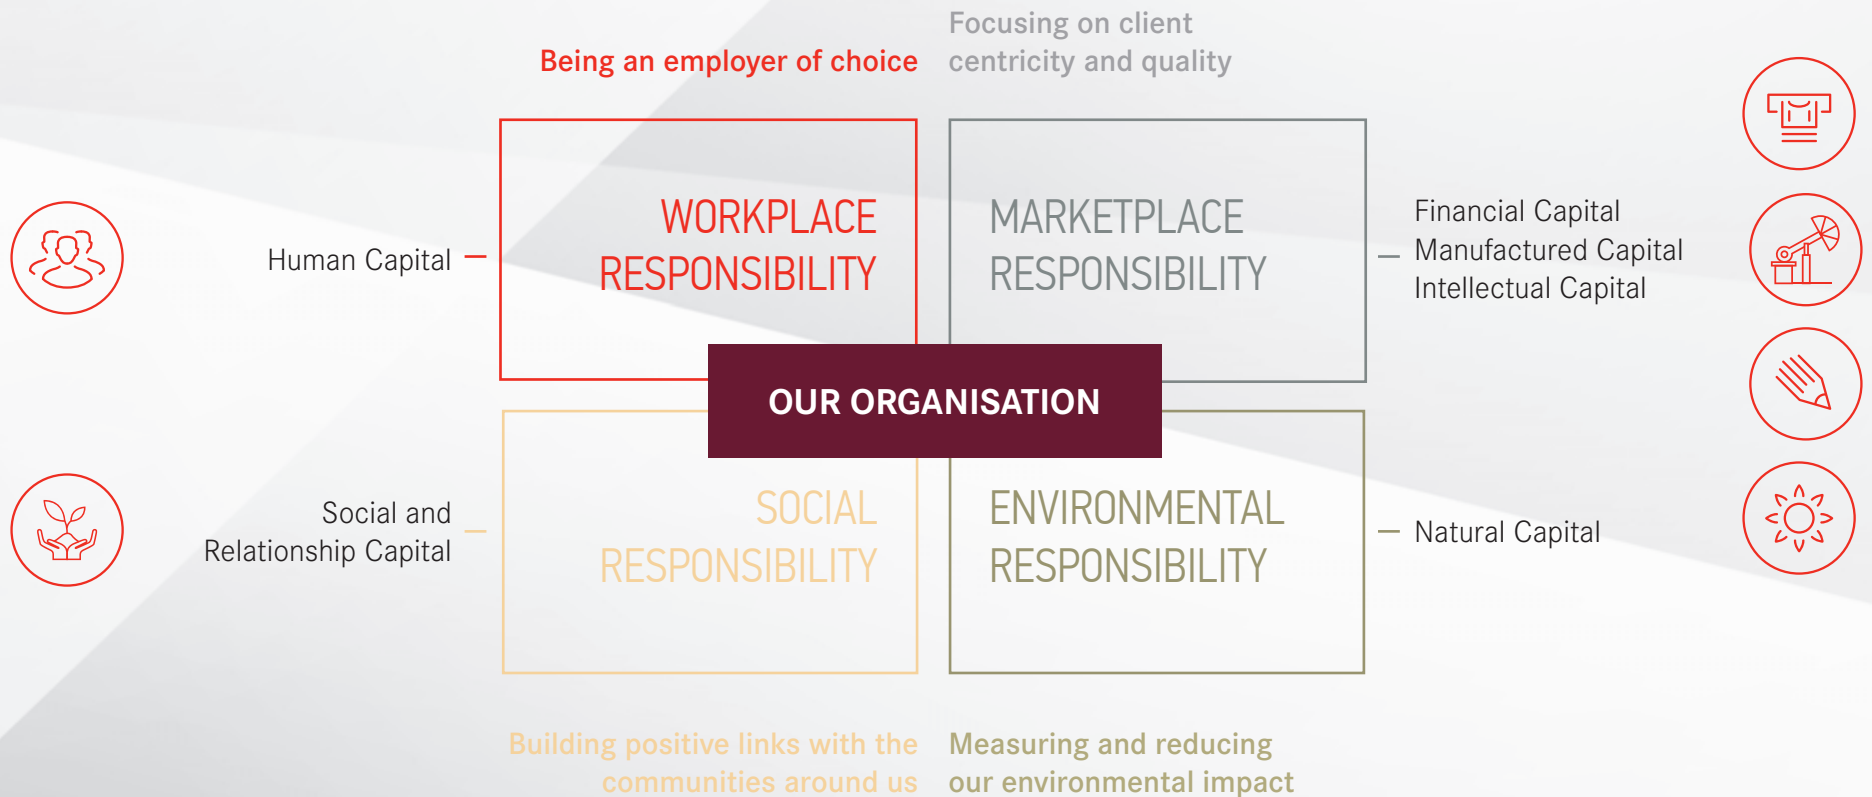 Being an employer of choice
Focusing on client
centricity and quality
WORKPLACE
RESPONSIBILITY
MARKETPLACE
RESPONSIBILITY
Human Capital
Financial Capital
Manufactured Capital
Intellectual Capital
OUR ORGANISATION
SOCIAL
RESPONSIBILITY
ENVIRONMENTAL
RESPONSIBILITY
Social and
Relationship Capital
Natural Capital
Building positive links with the
communities around us
Measuring and reducing
our environmental impact